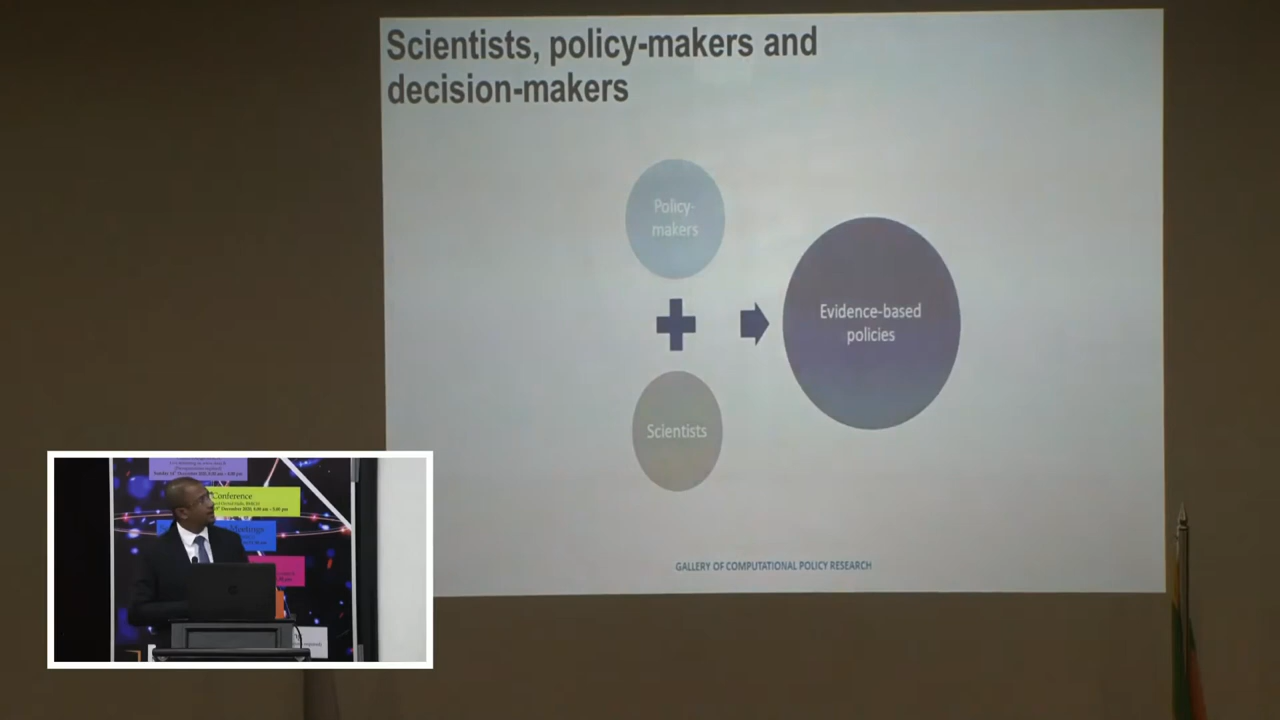 Scientists, policy-makers and
decision-makers
Policy-
makers
Evidence-based
policies
Scientists
GALLERY OF COMPUTATIONAL POLICY RESEARCH
Conference
Meetings